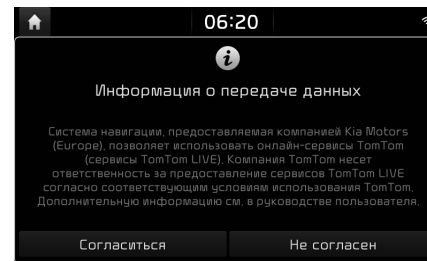 06:20
Информация о передаче данных
Система навигации, предоставляемая компанией Kia Motors
(Europe), позволяет использовать онлайн-сервисы TomTom
(сервисы TomTom LIVE). Компания TomTom несет
ответственность за предоставление сервисов TomTom LIVE
согласно соответствующим условиям использования TomTom.
Дополнительную информацию см. в руководстве пользователя.
Согласиться Не согласен